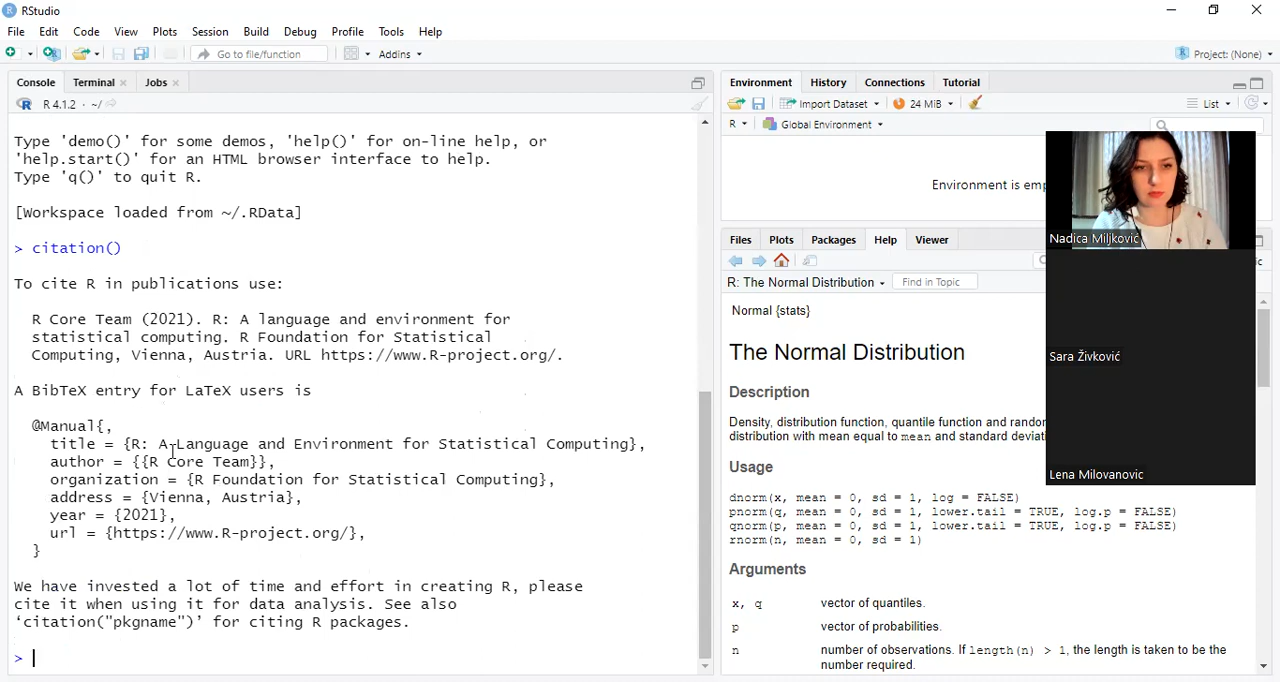 RStudio
File Edit Code View Plots Session Build Debug Profile Tools Help
Go to file/function Addins Project: (None)
Console Terminal Jobs
R 4.1.2 · ~/
Type 'demo()' for some demos, 'help()' for on-line help, or
'help.start()' for an HTML browser interface to help.
Type 'q()' to quit R.
[Workspace loaded from ~/.RData]
> citation()
To cite R in publications use:
R Core Team (2021). R: A language and environment for
statistical computing. R Foundation for Statistical
Computing, Vienna, Austria. URL https://www.R-project.org/.
A BibTeX entry for LaTeX users is
@Manual{,
title = {R: A Language and Environment for Statistical Computing},
author = {{R Core Team}},
organization = {R Foundation for Statistical Computing},
address = {Vienna, Austria},
year = {2021},
url = {https://www.R-project.org/},
}
We have invested a lot of time and effort in creating R, please
cite it when using it for data analysis. See also
‘citation("pkgname")’ for citing R packages.
>
Environment History Connections Tutorial
Import Dataset 24 MiB List
R Global Environment
Environment is emp
Files Plots Packages Help Viewer
R: The Normal Distribution Find in Topic
Normal {stats}
The Normal Distribution
Description
Density, distribution function, quantile function and random
distribution with mean equal to mean and standard deviati
Usage
dnorm(x, mean = 0, sd = 1, log = FALSE)
pnorm(q, mean = 0, sd = 1, lower.tail = TRUE, log.p = FALSE)
qnorm(p, mean = 0, sd = 1, lower.tail = TRUE, log.p = FALSE)
rnorm(n, mean = 0, sd = 1)
Arguments
x, q vector of quantiles.
p vector of probabilities.
n number of observations. If length(n) > 1, the length is taken to be the
number required.
Nadica Miljković
Sara Živković
Lena Milovanovic